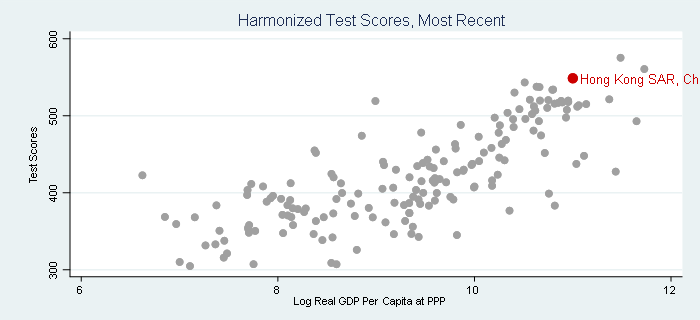 Harmonized Test Scores, Most Recent
600
500
400
300
Test Scores
Hong Kong SAR, Ch
6
8
10
12
Log Real GDP Per Capita at PPP